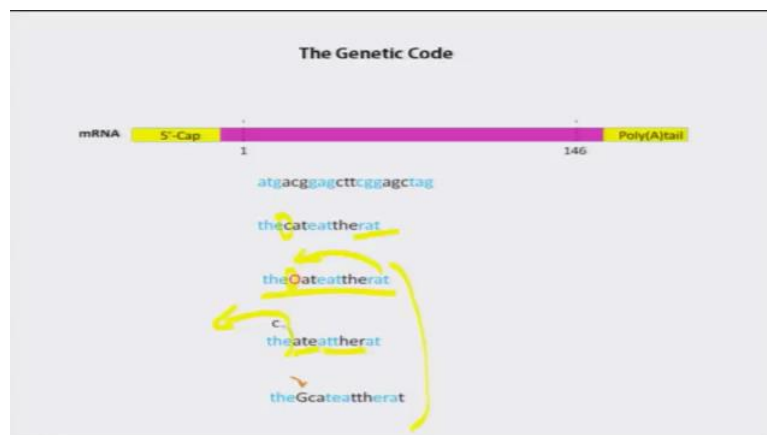 The Genetic Code
mRNA 5'-Cap Poly(A)tail
1 146
atgacggagcttcggagctag
thecateattherat
theOateattherat
c.
theateattherat
theGcateattherat